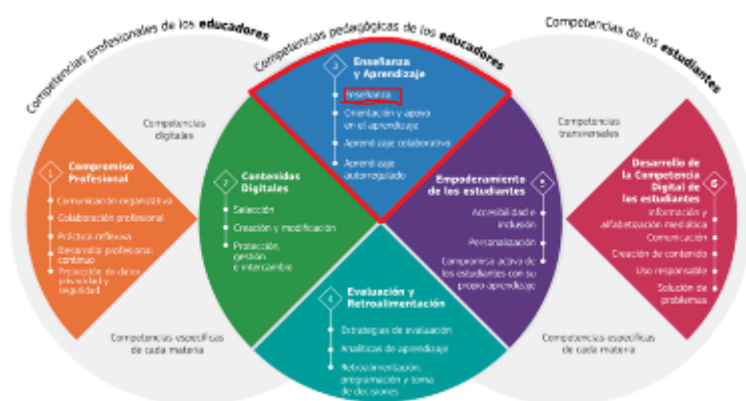 Competencias profesionales de los educadores
Competencias pedagógicas de los educadores
Competencias de los estudiantes
Competencias
digitales
Competencias
transversales
Competencias específicas
de cada materia
Competencias específicas
de cada materia
1
Compromiso
Profesional
Comunicación organizativa
Colaboración profesional
Práctica reflexiva
Desarrollo profesional
continuo
Protección de datos
privacidad y
seguridad
2
Contenidos
Digitales
Selección
Creación y modificación
Protección,
gestión
e intercambio
3
Enseñanza
y Aprendizaje
Enseñanza
Orientación y apoyo
en el aprendizaje
Aprendizaje colaborativo
Aprendizaje
autorregulado
4
Evaluación y
Retroalimentación
Estrategias de evaluación
Analíticas de aprendizaje
Retroalimentación,
programación y toma
de decisiones
5
Empoderamiento
de los estudiantes
Accesibilidad e
inclusión
Personalización
Compromiso activo de
los estudiantes con su
propio aprendizaje
6
Desarrollo de
la Competencia
Digital de
los estudiantes
Información y
alfabetización mediática
Comunicación
Creación de contenido
Uso responsable
Solución de
problemas